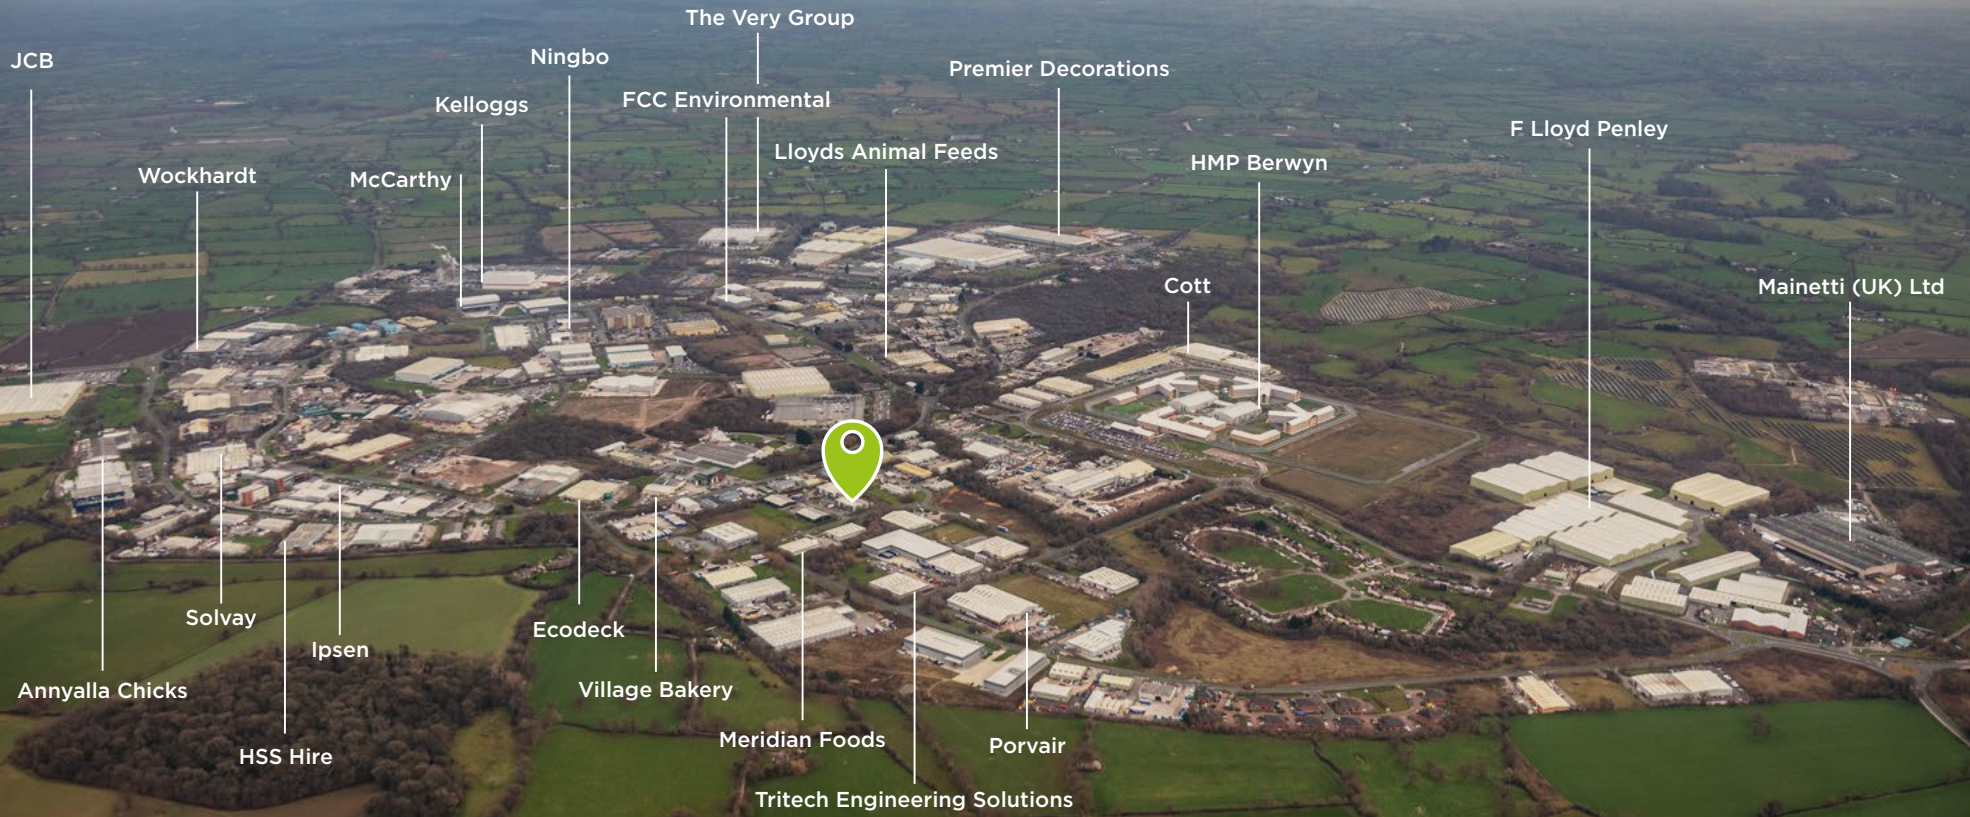 The Very Group
JCB
Ningbo
Premier Decorations
Kelloggs
FCC Environmental
F Lloyd Penley
Lloyds Animal Feeds
HMP Berwyn
Wockhardt
McCarthy
Cott
Mainetti (UK) Ltd
Solvay
Ecodeck
Ipsen
Annyalla Chicks
Village Bakery
Meridian Foods
Porvair
HSS Hire
Tritech Engineering Solutions